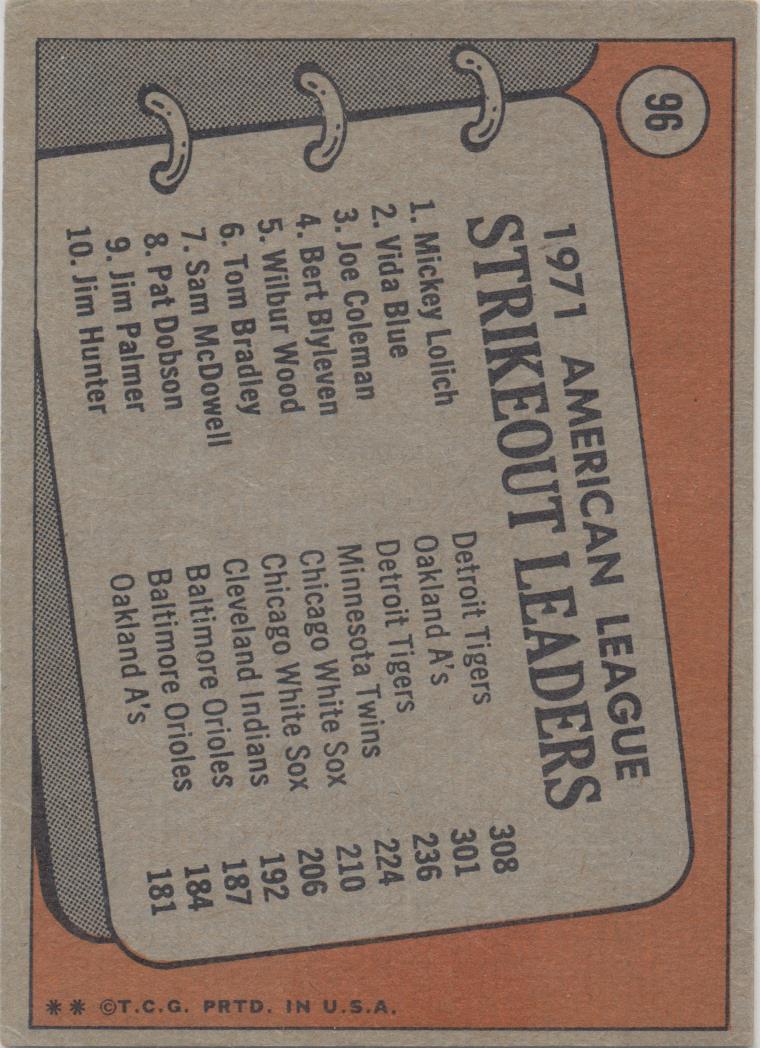 96
1971 AMERICAN LEAGUE
STRIKEOUT LEADERS
1. Mickey Lolich Detroit Tigers 308
2. Vida Blue Oakland A's 301
3. Joe Coleman Detroit Tigers 236
4. Bert Blyleven Minnesota Twins 224
5. Wilbur Wood Chicago White Sox 210
6. Tom Bradley Chicago White Sox 206
7. Sam McDowell Cleveland Indians 192
8. Pat Dobson Baltimore Orioles 187
9. Jim Palmer Baltimore Orioles 184
10. Jim Hunter Oakland A's 181
** ©T.C.G. PRTD. IN U.S.A.